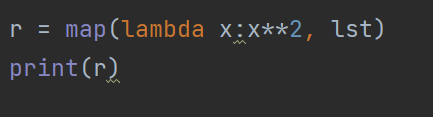 r = map(lambda x:x**2, lst)
print(r)